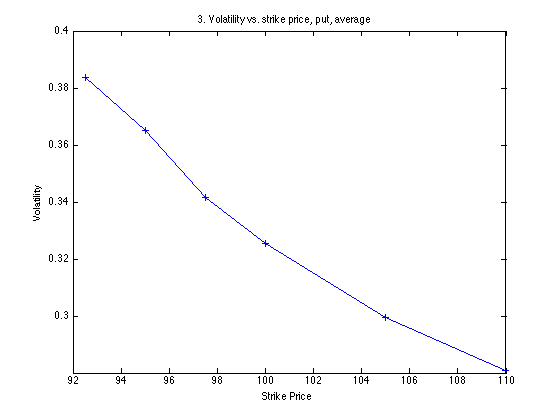 3. Volatility vs. strike price, put, average
0.4
0.38
0.36
0.34
0.32
0.3
Volatility
92 94 96 98 100 102 104 106 108 110
Strike Price